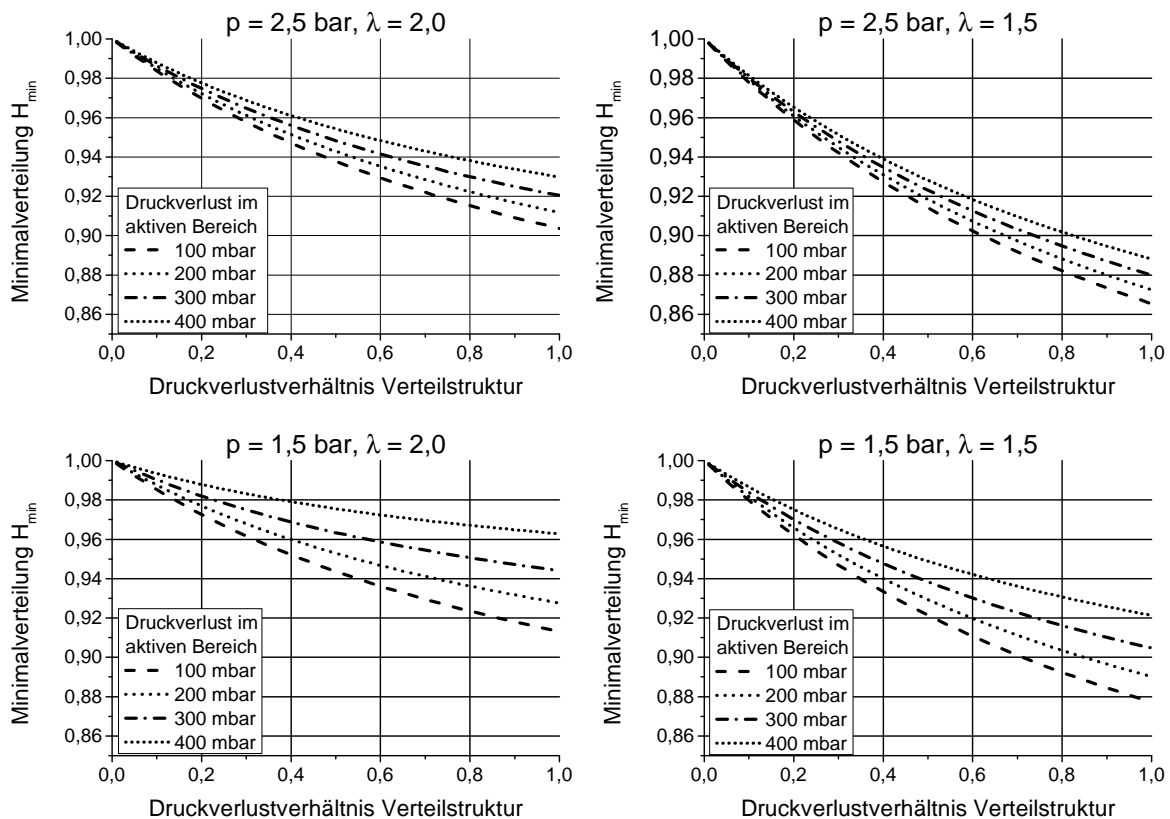 p = 2,5 bar, λ = 2,0
Minimalverteilung H_min
1,00
0,98
0,96
0,94
0,92
0,90
0,88
0,86
Druckverlust im
aktiven Bereich
100 mbar
200 mbar
300 mbar
400 mbar
0,0 0,2 0,4 0,6 0,8 1,0
Druckverlustverhältnis Verteilstruktur
p = 2,5 bar, λ = 1,5
Minimalverteilung H_min
1,00
0,98
0,96
0,94
0,92
0,90
0,88
0,86
Druckverlust im
aktiven Bereich
100 mbar
200 mbar
300 mbar
400 mbar
0,0 0,2 0,4 0,6 0,8 1,0
Druckverlustverhältnis Verteilstruktur
p = 1,5 bar, λ = 2,0
Minimalverteilung H_min
1,00
0,98
0,96
0,94
0,92
0,90
0,88
0,86
Druckverlust im
aktiven Bereich
100 mbar
200 mbar
300 mbar
400 mbar
0,0 0,2 0,4 0,6 0,8 1,0
Druckverlustverhältnis Verteilstruktur
p = 1,5 bar, λ = 1,5
Minimalverteilung H_min
1,00
0,98
0,96
0,94
0,92
0,90
0,88
0,86
Druckverlust im
aktiven Bereich
100 mbar
200 mbar
300 mbar
400 mbar
0,0 0,2 0,4 0,6 0,8 1,0
Druckverlustverhältnis Verteilstruktur